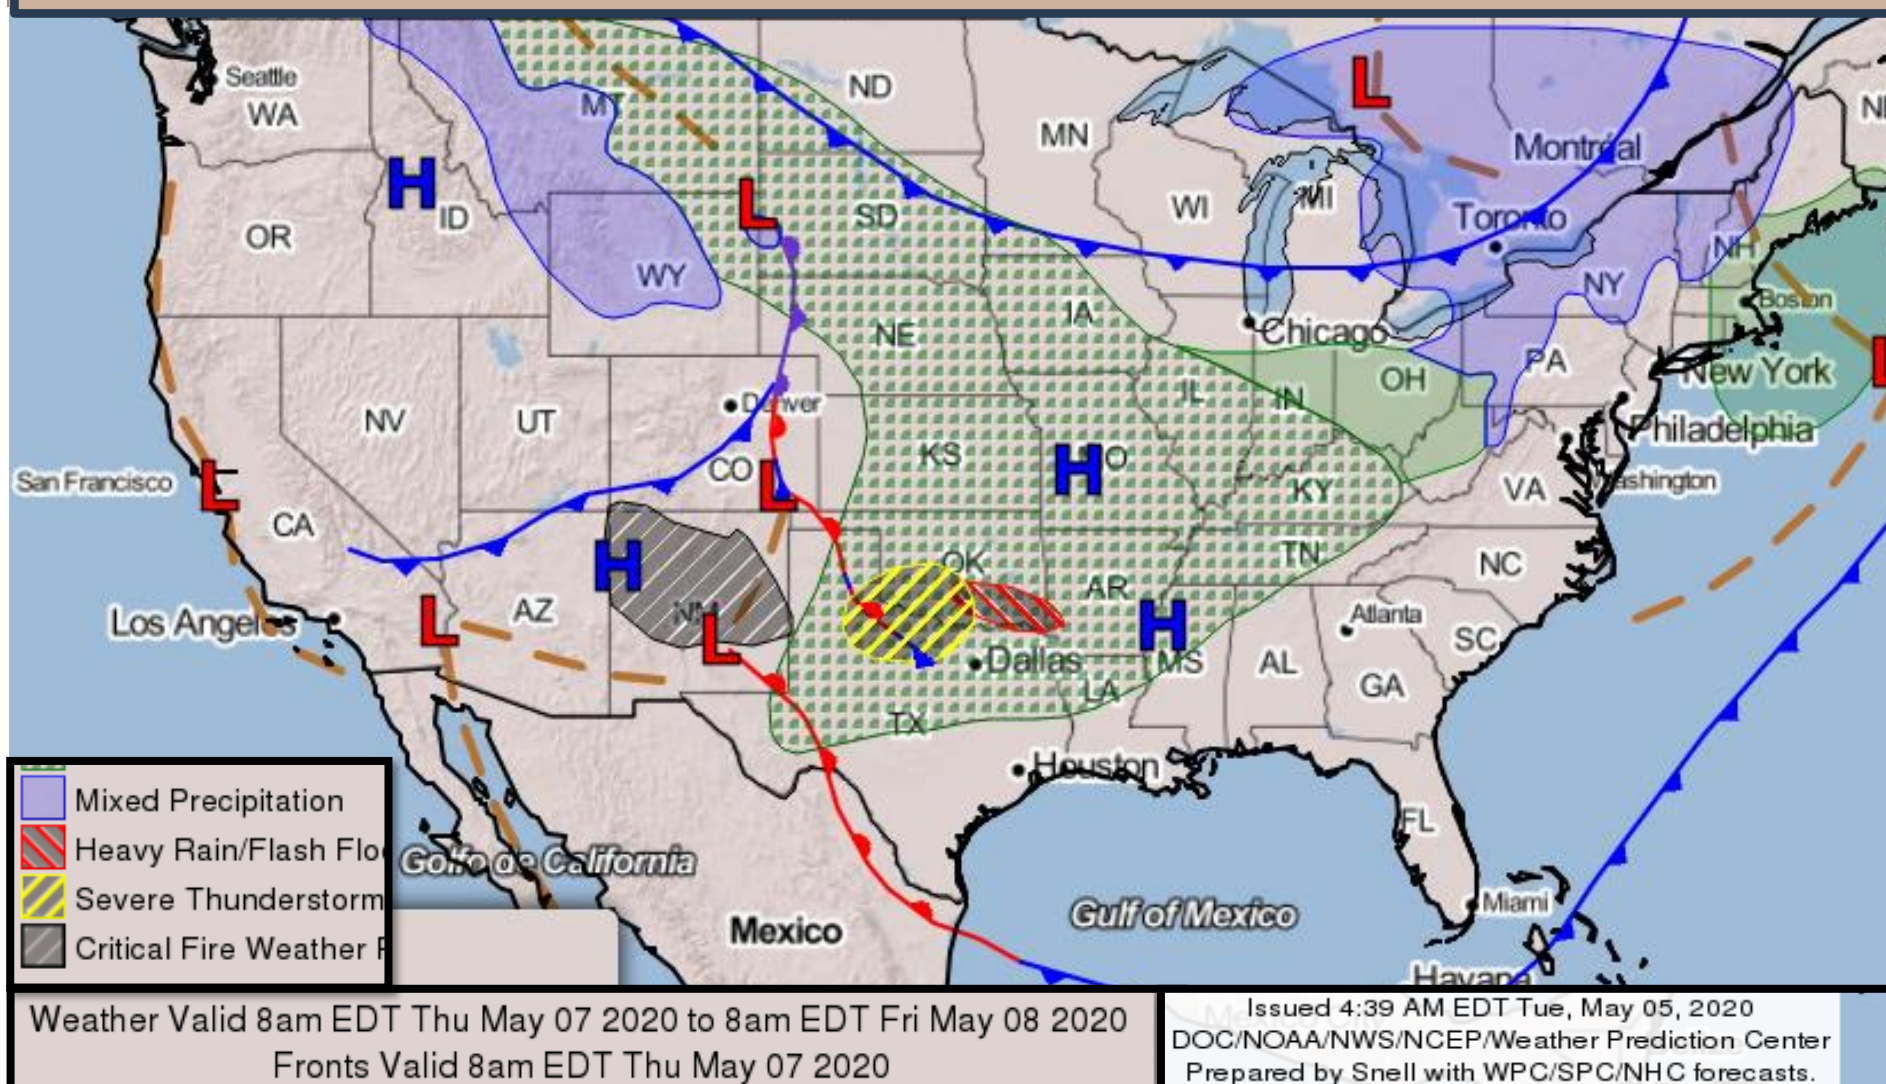 Seattle
WA
MT
ND
MN
Montréal
H
ID
L
SD
WI
MI
Toronto
OR
WY
NH
NY
Boston
NE
IA
Chicago
PA
New York
OH
IL
IN
NV
UT
Denver
Philadelphia
KS
CO
San Francisco
L
L
H
KY
VA
CA
OK
TN
NC
H
AR
AZ
NM
L
L
H
Atlanta
Los Angeles
SC
Dallas
MS
AL
GA
LA
TX
Houston
Mixed Precipitation
Heavy Rain/Flash Flo
Severe Thunderstorm
Critical Fire Weather
FL
Golfo de California
Miami
Mexico
Gulf of Mexico
Havana
Weather Valid 8am EDT Thu May 07 2020 to 8am EDT Fri May 08 2020
Fronts Valid 8am EDT Thu May 07 2020
Issued 4:39 AM EDT Tue, May 05, 2020
DOC/NOAA/NWS/NCEP/Weather Prediction Center
Prepared by Snell with WPC/SPC/NHC forecasts.